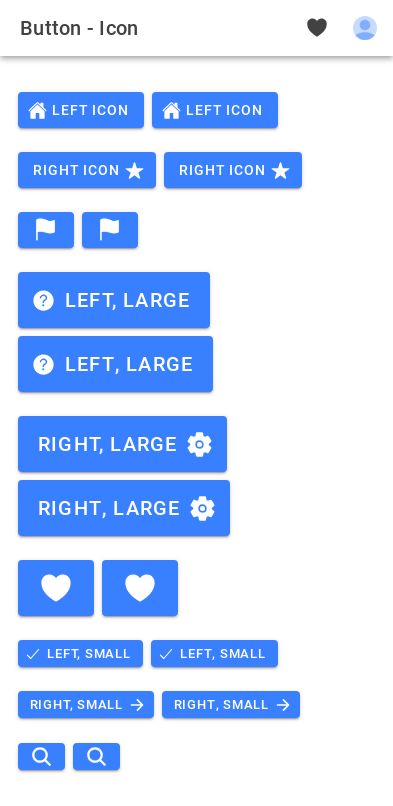 Button - Icon
LEFT ICON LEFT ICON
RIGHT ICON RIGHT ICON
LEFT, LARGE
LEFT, LARGE
RIGHT, LARGE
RIGHT, LARGE
LEFT, SMALL LEFT, SMALL
RIGHT, SMALL RIGHT, SMALL